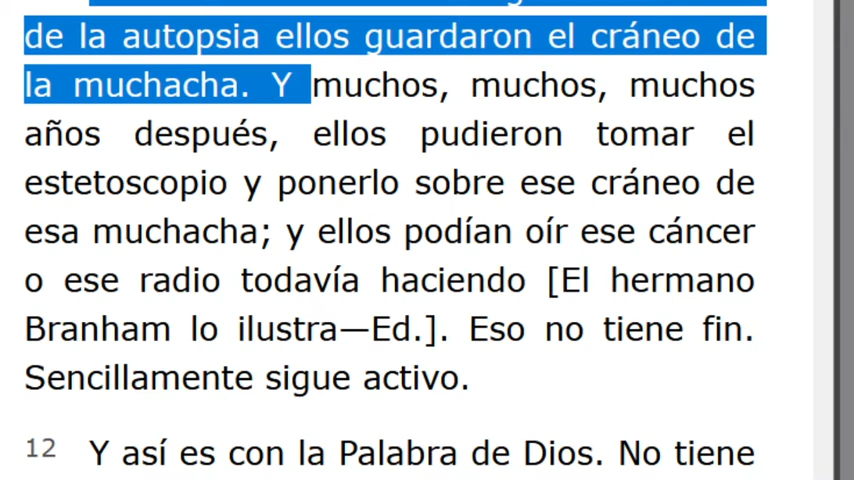 de la autopsia ellos guardaron el cráneo de
la muchacha. Y muchos, muchos, muchos
años después, ellos pudieron tomar el
estetoscopio y ponerlo sobre ese cráneo de
esa muchacha; y ellos podían oír ese cáncer
o ese radio todavía haciendo [El hermano
Branham lo ilustra—Ed.]. Eso no tiene fin.
Sencillamente sigue activo.
12 Y así es con la Palabra de Dios. No tiene